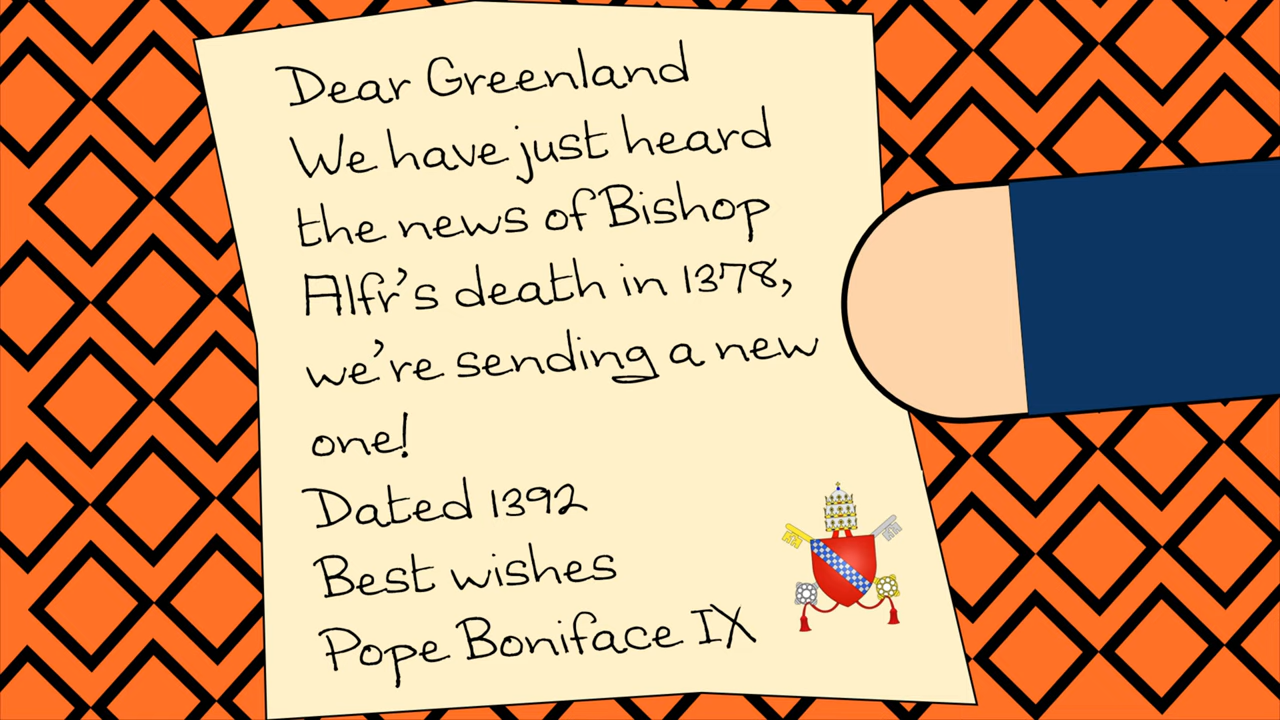 Dear Greenland
We have just heard
the news of Bishop
Alfr's death in 1378,
we're sending a new
one!
Dated 1392
Best wishes
Pope Boniface IX